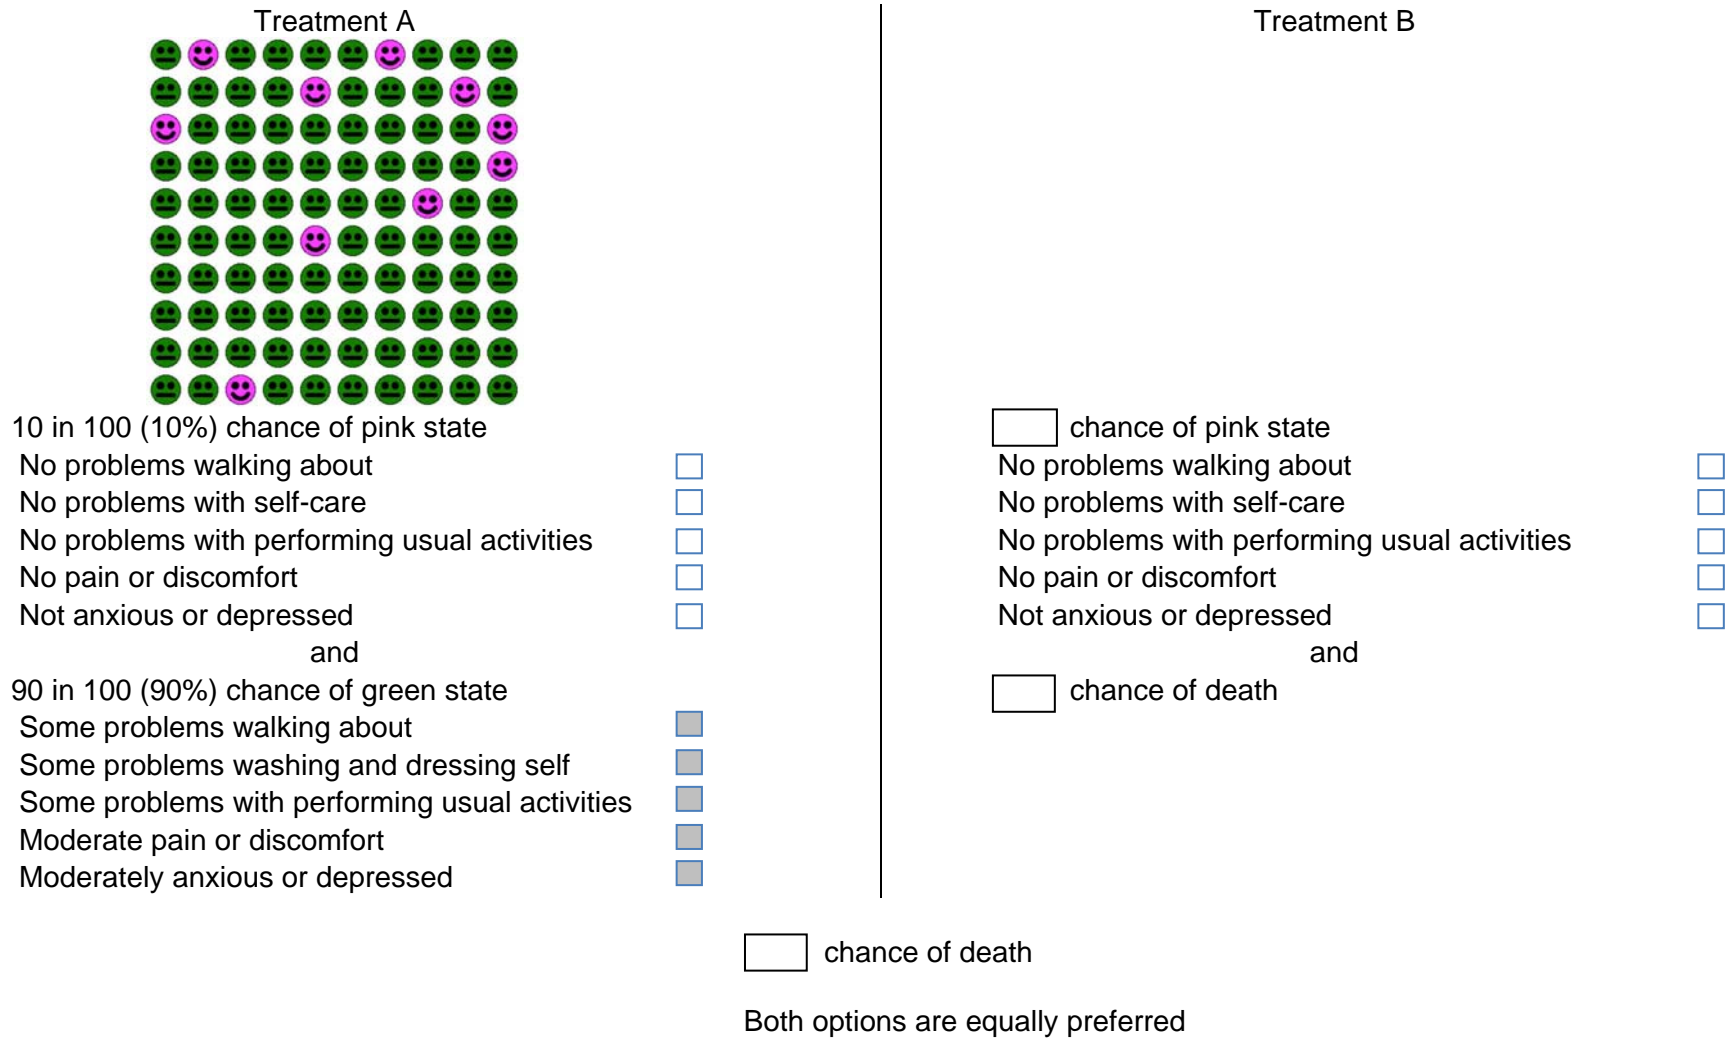 Treatment A
10 in 100 (10%) chance of pink state
No problems walking about
No problems with self-care
No problems with performing usual activities
No pain or discomfort
Not anxious or depressed
and
90 in 100 (90%) chance of green state
Some problems walking about
Some problems washing and dressing self
Some problems with performing usual activities
Moderate pain or discomfort
Moderately anxious or depressed
Treatment B
chance of pink state
No problems walking about
No problems with self-care
No problems with performing usual activities
No pain or discomfort
Not anxious or depressed
and
chance of death
chance of death
Both options are equally preferred